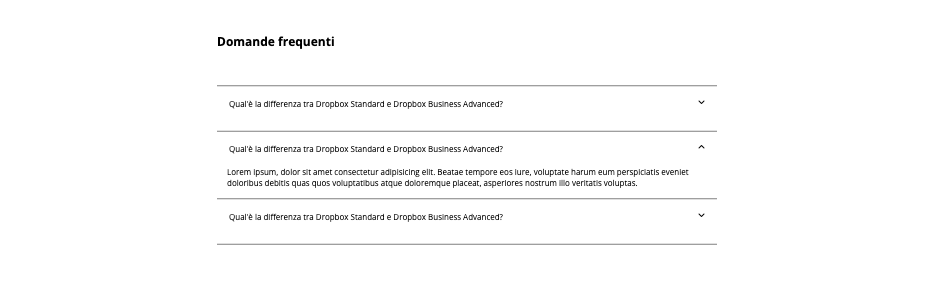 Domande frequenti
Qual'è la differenza tra Dropbox Standard e Dropbox Business Advanced?
Qual'è la differenza tra Dropbox Standard e Dropbox Business Advanced?
Lorem ipsum, dolor sit amet consectetur adipisicing elit. Beatae tempore eos iure, voluptate harum eum perspiciatis eveniet
doloribus debitis quas quos voluptatibus atque doloremque placeat, asperiores nostrum illo veritatis voluptas.
Qual'è la differenza tra Dropbox Standard e Dropbox Business Advanced?